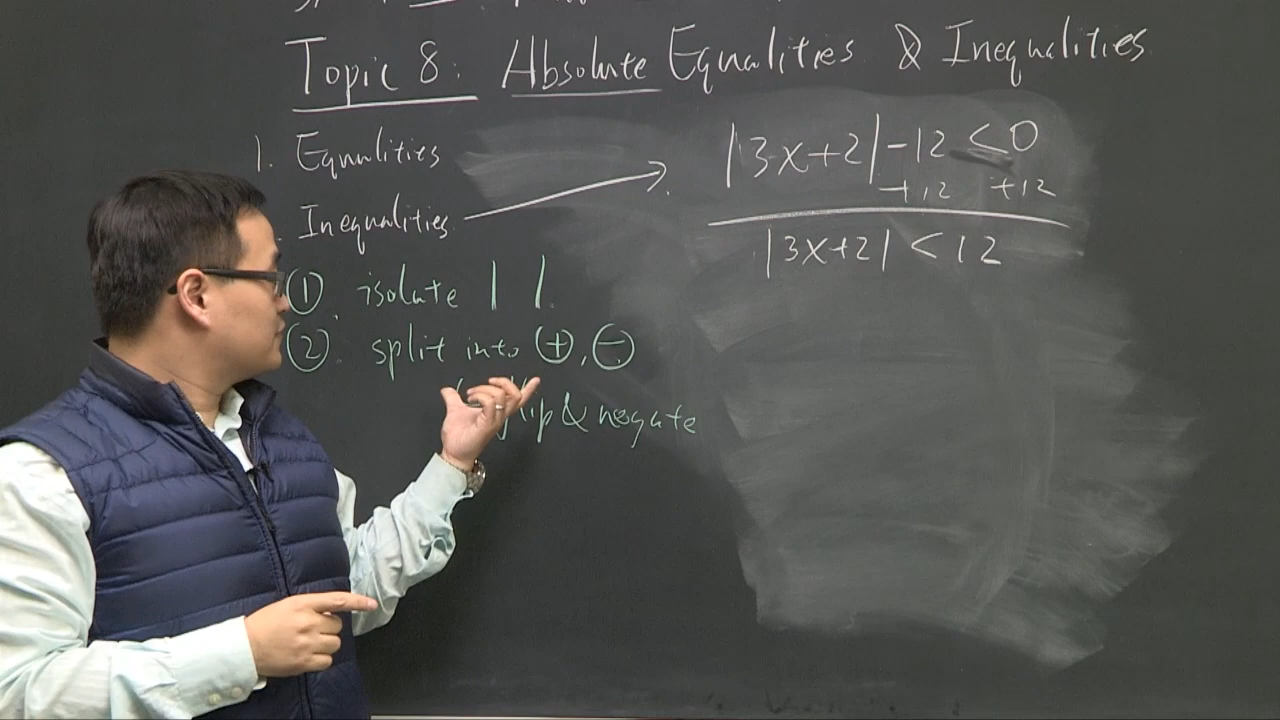 Topic 8: Absolute Equalities & Inequalities
1. Equalities
Inequalities →
|3x+2| -12 < 0
+12 +12
|3x+2| < 12
① isolate | |.
② split into ⊕, ⊖
flip & negate